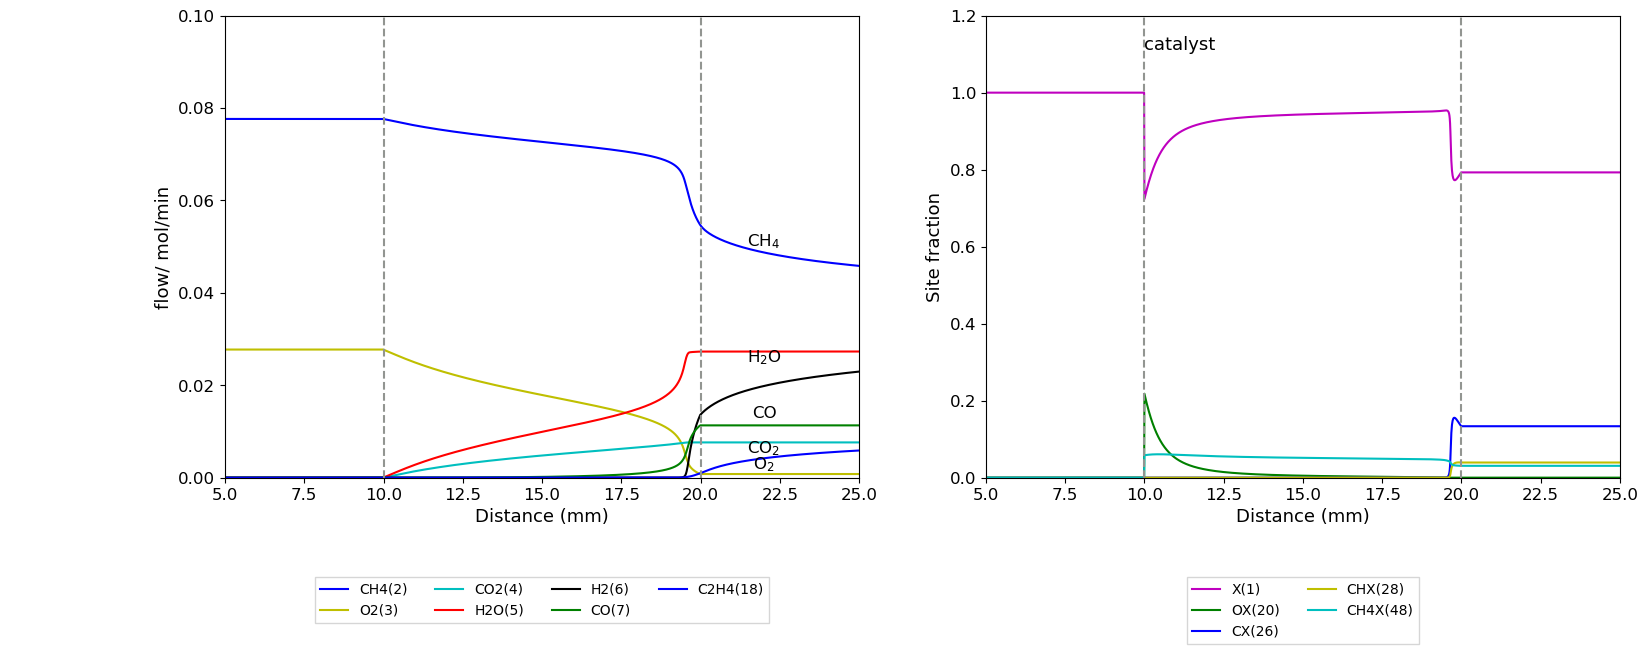 0.10
0.08
0.06
0.04
0.02
0.00
flow/ mol/min
CH4
H2O
CO
CO2
O2
5.0 7.5 10.0 12.5 15.0 17.5 20.0 22.5 25.0
Distance (mm)
CH4(2) CO2(4) H2(6) C2H4(18)
O2(3) H2O(5) CO(7)
1.2
1.0
0.8
0.6
0.4
0.2
0.0
Site fraction
catalyst
5.0 7.5 10.0 12.5 15.0 17.5 20.0 22.5 25.0
Distance (mm)
X(1) CHX(28)
OX(20) CH4X(48)
CX(26)